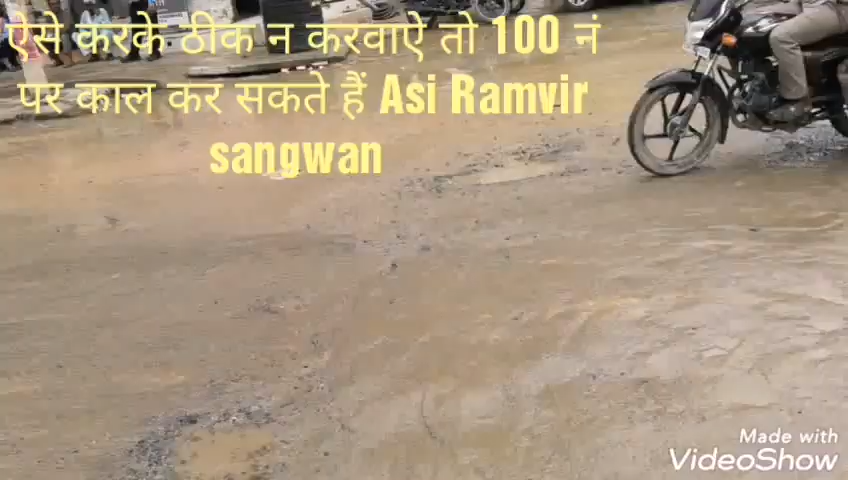 ऐसे करके ठीक न करवाऐ तो 100 नं
पर काल कर सकते हैं Asi Ramvir
sangwan
Made with
VideoShow